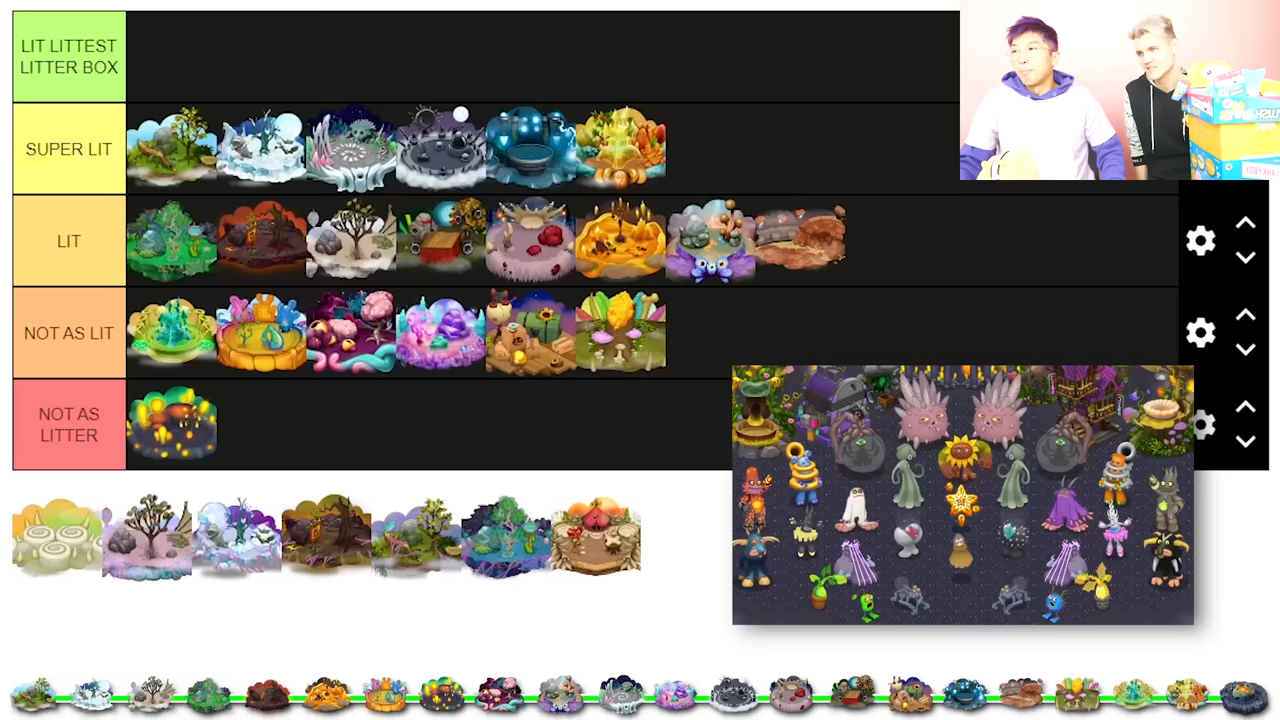 LIT LITTEST
LITTER BOX
SUPER LIT
LIT
NOT AS LIT
NOT AS
LITTER